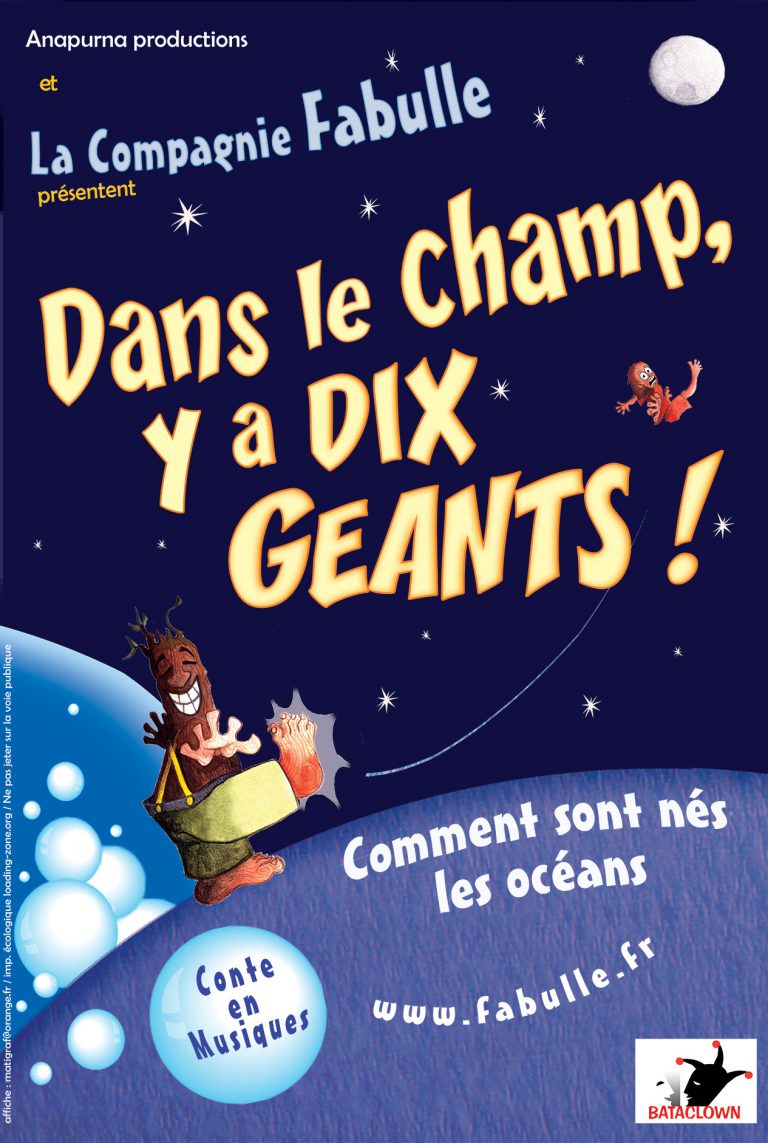 Anapurna productions
et
La Compagnie Fabulle
présentent
Dans le champ,
y a DIX
GEANTS !
Comment sont nés
les océans
Conte
en
Musiques
www.fabulle.fr
BATACLOWN
affiche : matigraf@orange.fr / imp. écologique loading-zone.org / Ne pas jeter sur la voie publique